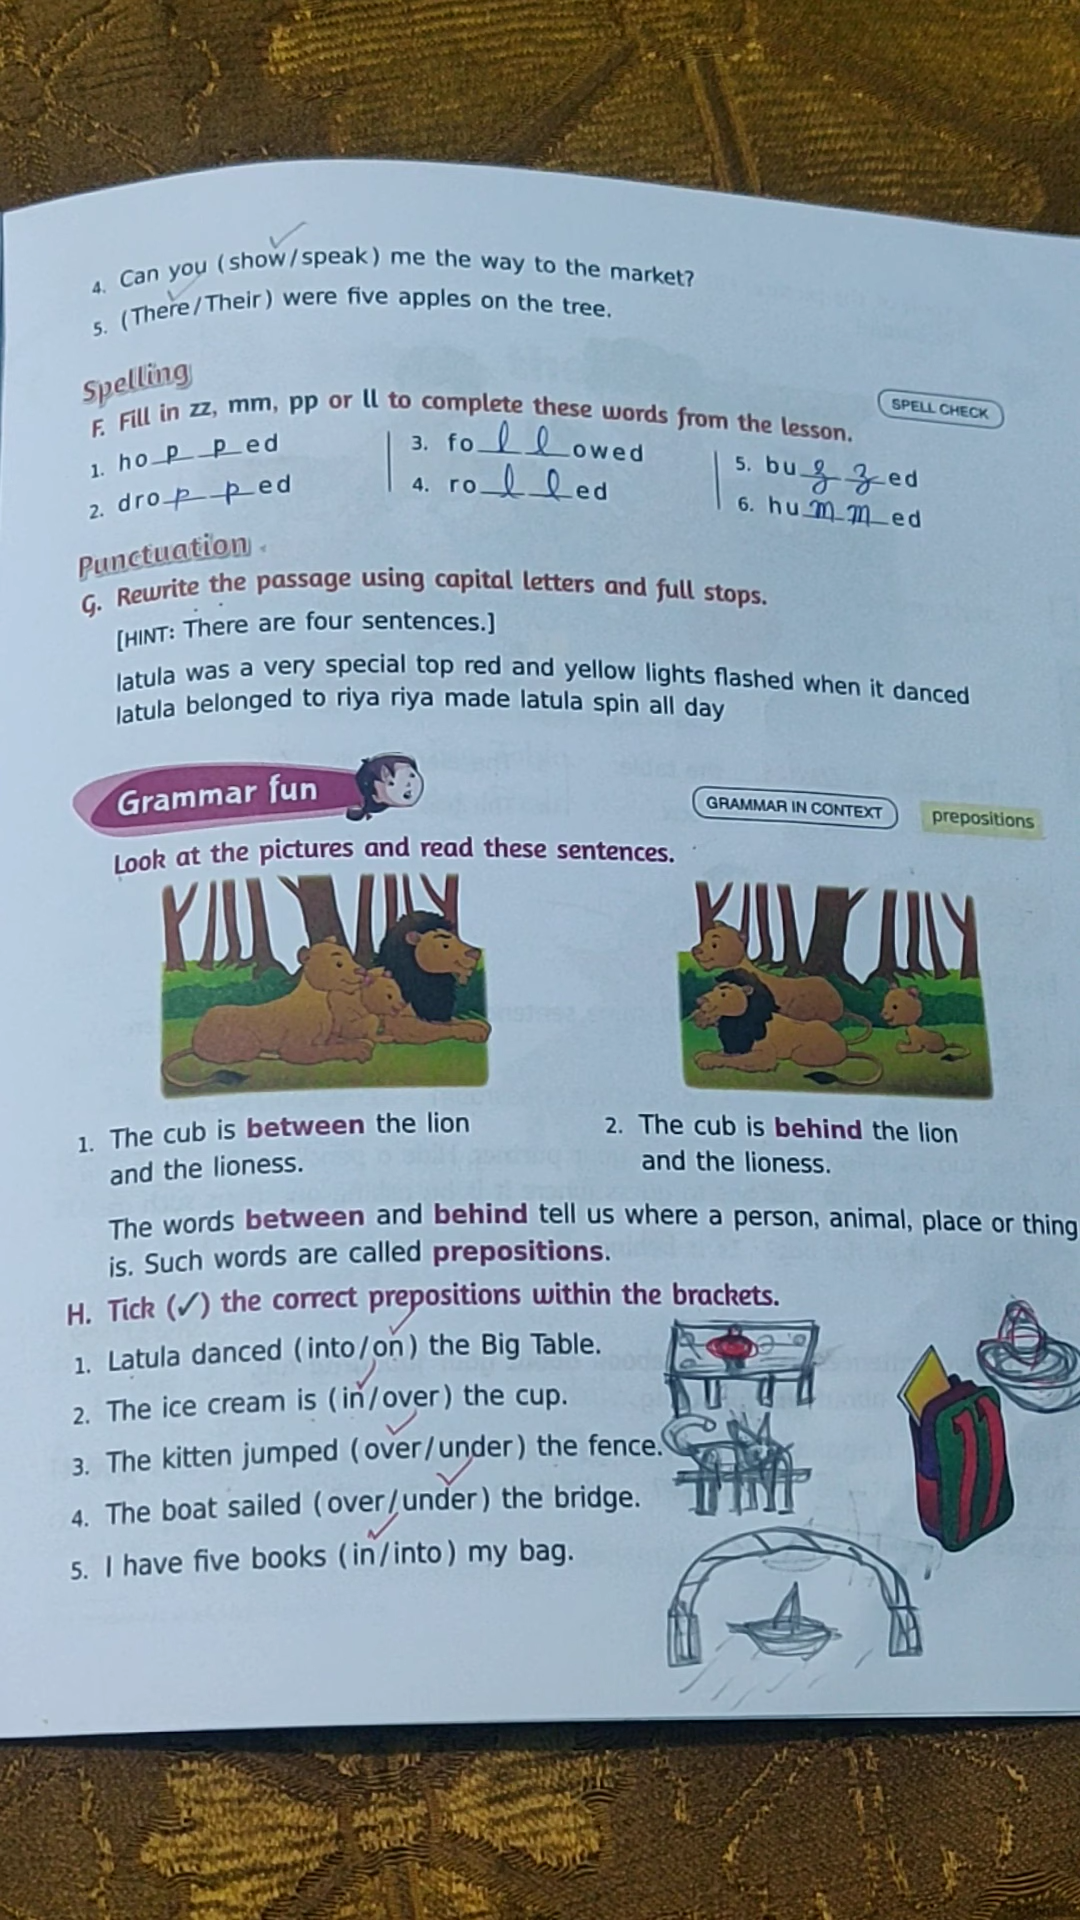 4. Can you (show/speak) me the way to the market?
5. (There/Their) were five apples on the tree.
Spelling
SPELL CHECK
F. Fill in zz, mm, pp or ll to complete these words from the lesson.
1. ho p p ed
2. dro p p ed
3. fo l l owed
4. ro l l ed
5. bu z z ed
6. hu m m ed
Punctuation
G. Rewrite the passage using capital letters and full stops.
[HINT: There are four sentences.]
latula was a very special top red and yellow lights flashed when it danced
latula belonged to riya riya made latula spin all day
Grammar fun
GRAMMAR IN CONTEXT
prepositions
Look at the pictures and read these sentences.
1. The cub is between the lion
and the lioness.
2. The cub is behind the lion
and the lioness.
The words between and behind tell us where a person, animal, place or thing
is. Such words are called prepositions.
H. Tick (✓) the correct prepositions within the brackets.
1. Latula danced (into/on) the Big Table.
2. The ice cream is (in/over) the cup.
3. The kitten jumped (over/under) the fence.
4. The boat sailed (over/under) the bridge.
5. I have five books (in/into) my bag.